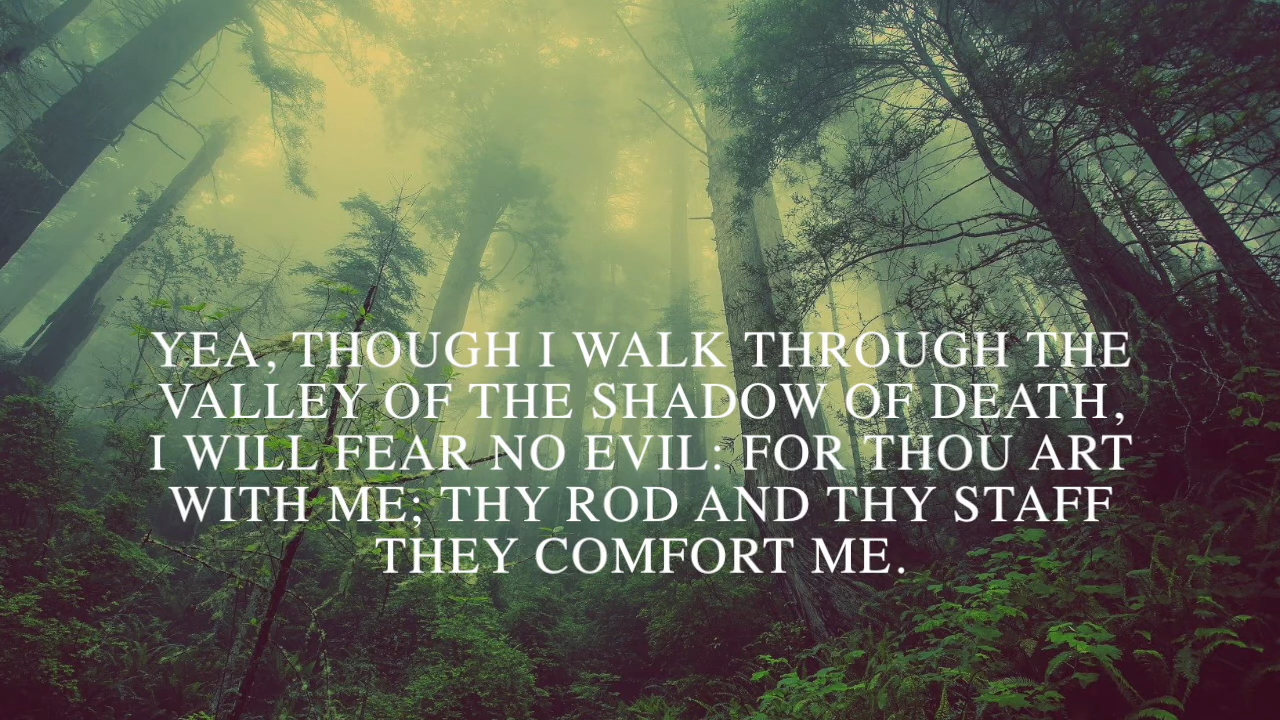 YEA, THOUGH I WALK THROUGH THE
VALLEY OF THE SHADOW OF DEATH,
I WILL FEAR NO EVIL: FOR THOU ART
WITH ME; THY ROD AND THY STAFF
THEY COMFORT ME.